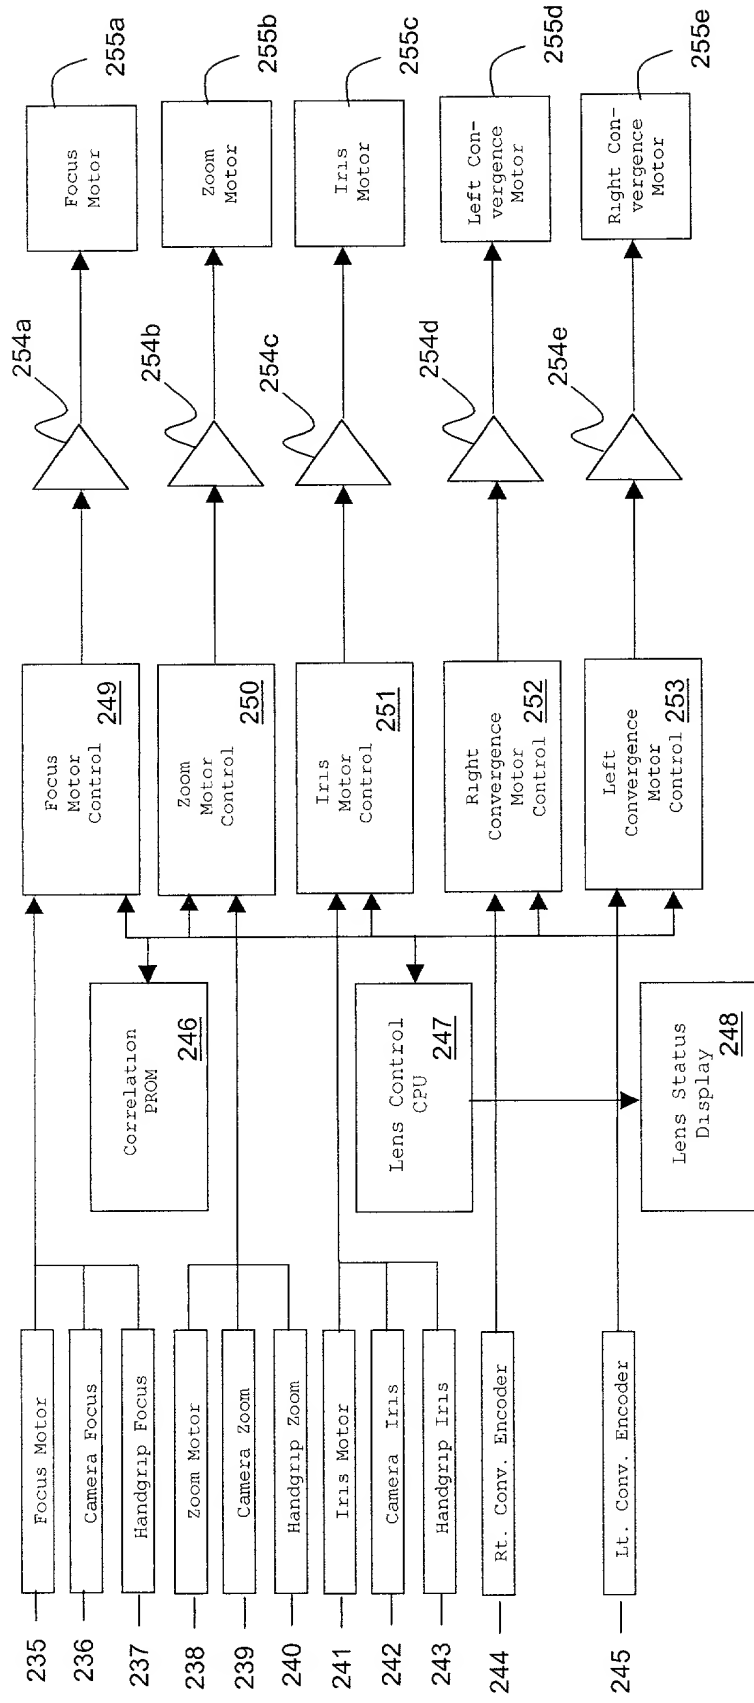 235
Focus Motor
236
Camera Focus
237
Handgrip Focus
238
Zoom Motor
239
Camera Zoom
240
Handgrip Zoom
241
Iris Motor
242
Camera Iris
243
Handgrip Iris
244
Rt. Conv. Encoder
245
Lt. Conv. Encoder
Correlation
PROM
246
Lens Control
CPU
247
Lens Status
Display
248
Focus
Motor
Control
249
Zoom
Motor
Control
250
Iris
Motor
Control
251
Right
Convergence
Motor
Control
252
Left
Convergence
Motor
Control
253
254a
254b
254c
254d
254e
Focus
Motor
255a
Zoom
Motor
255b
Iris
Motor
255c
Left Con-
vergence
Motor
255d
Right Con-
vergence
Motor
255e